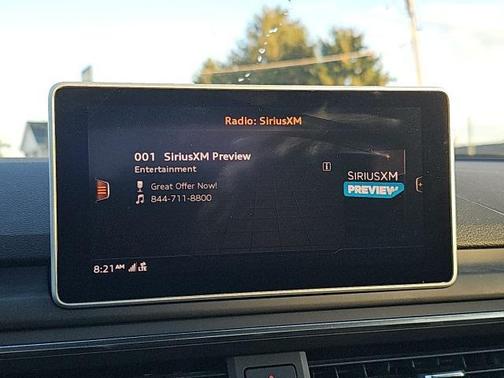 Radio: SiriusXM
001 SiriusXM Preview
Entertainment
Great Offer Now!
844-711-8800
SIRIUSXM
PREVIEW
8:21 AM LTE